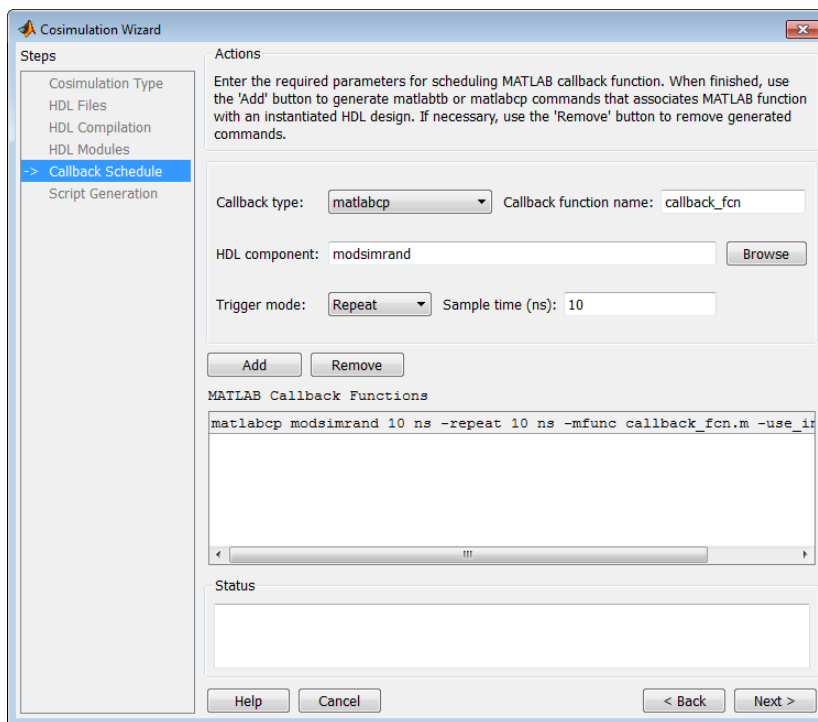 Cosimulation Wizard
Steps
Cosimulation Type
HDL Files
HDL Compilation
HDL Modules
-> Callback Schedule
Script Generation
Actions
Enter the required parameters for scheduling MATLAB callback function. When finished, use
the 'Add' button to generate matlabtb or matlabcp commands that associates MATLAB function
with an instantiated HDL design. If necessary, use the 'Remove' button to remove generated
commands.
Callback type: matlabcp Callback function name: callback_fcn
HDL component: modsimrand Browse
Trigger mode: Repeat Sample time (ns): 10
Add Remove
MATLAB Callback Functions
matlabcp modsimrand 10 ns -repeat 10 ns -mfunc callback_fcn.m
Status
Help Cancel < Back Next >